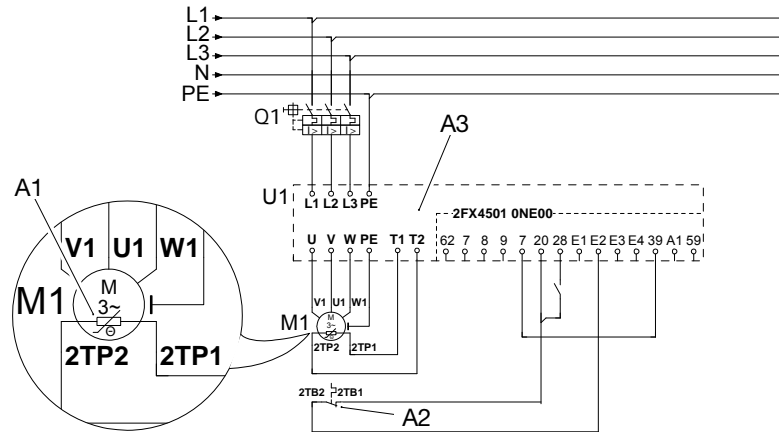 L1
L2
L3
N
PE
Q1
I> I> I>
A3
A1
U1
L1 L2 L3 PE
2FX4501 0NE00
U V W PE T1 T2
62 7 8 9 7 20 28 E1 E2 E3 E4 39 A1 59
V1 U1 W1
M1
M
3~
Θ
2TP2 2TP1
V1 U1 W1
M1
M
3~
Θ
2TP2 2TP1
2TB2 2TB1
A2